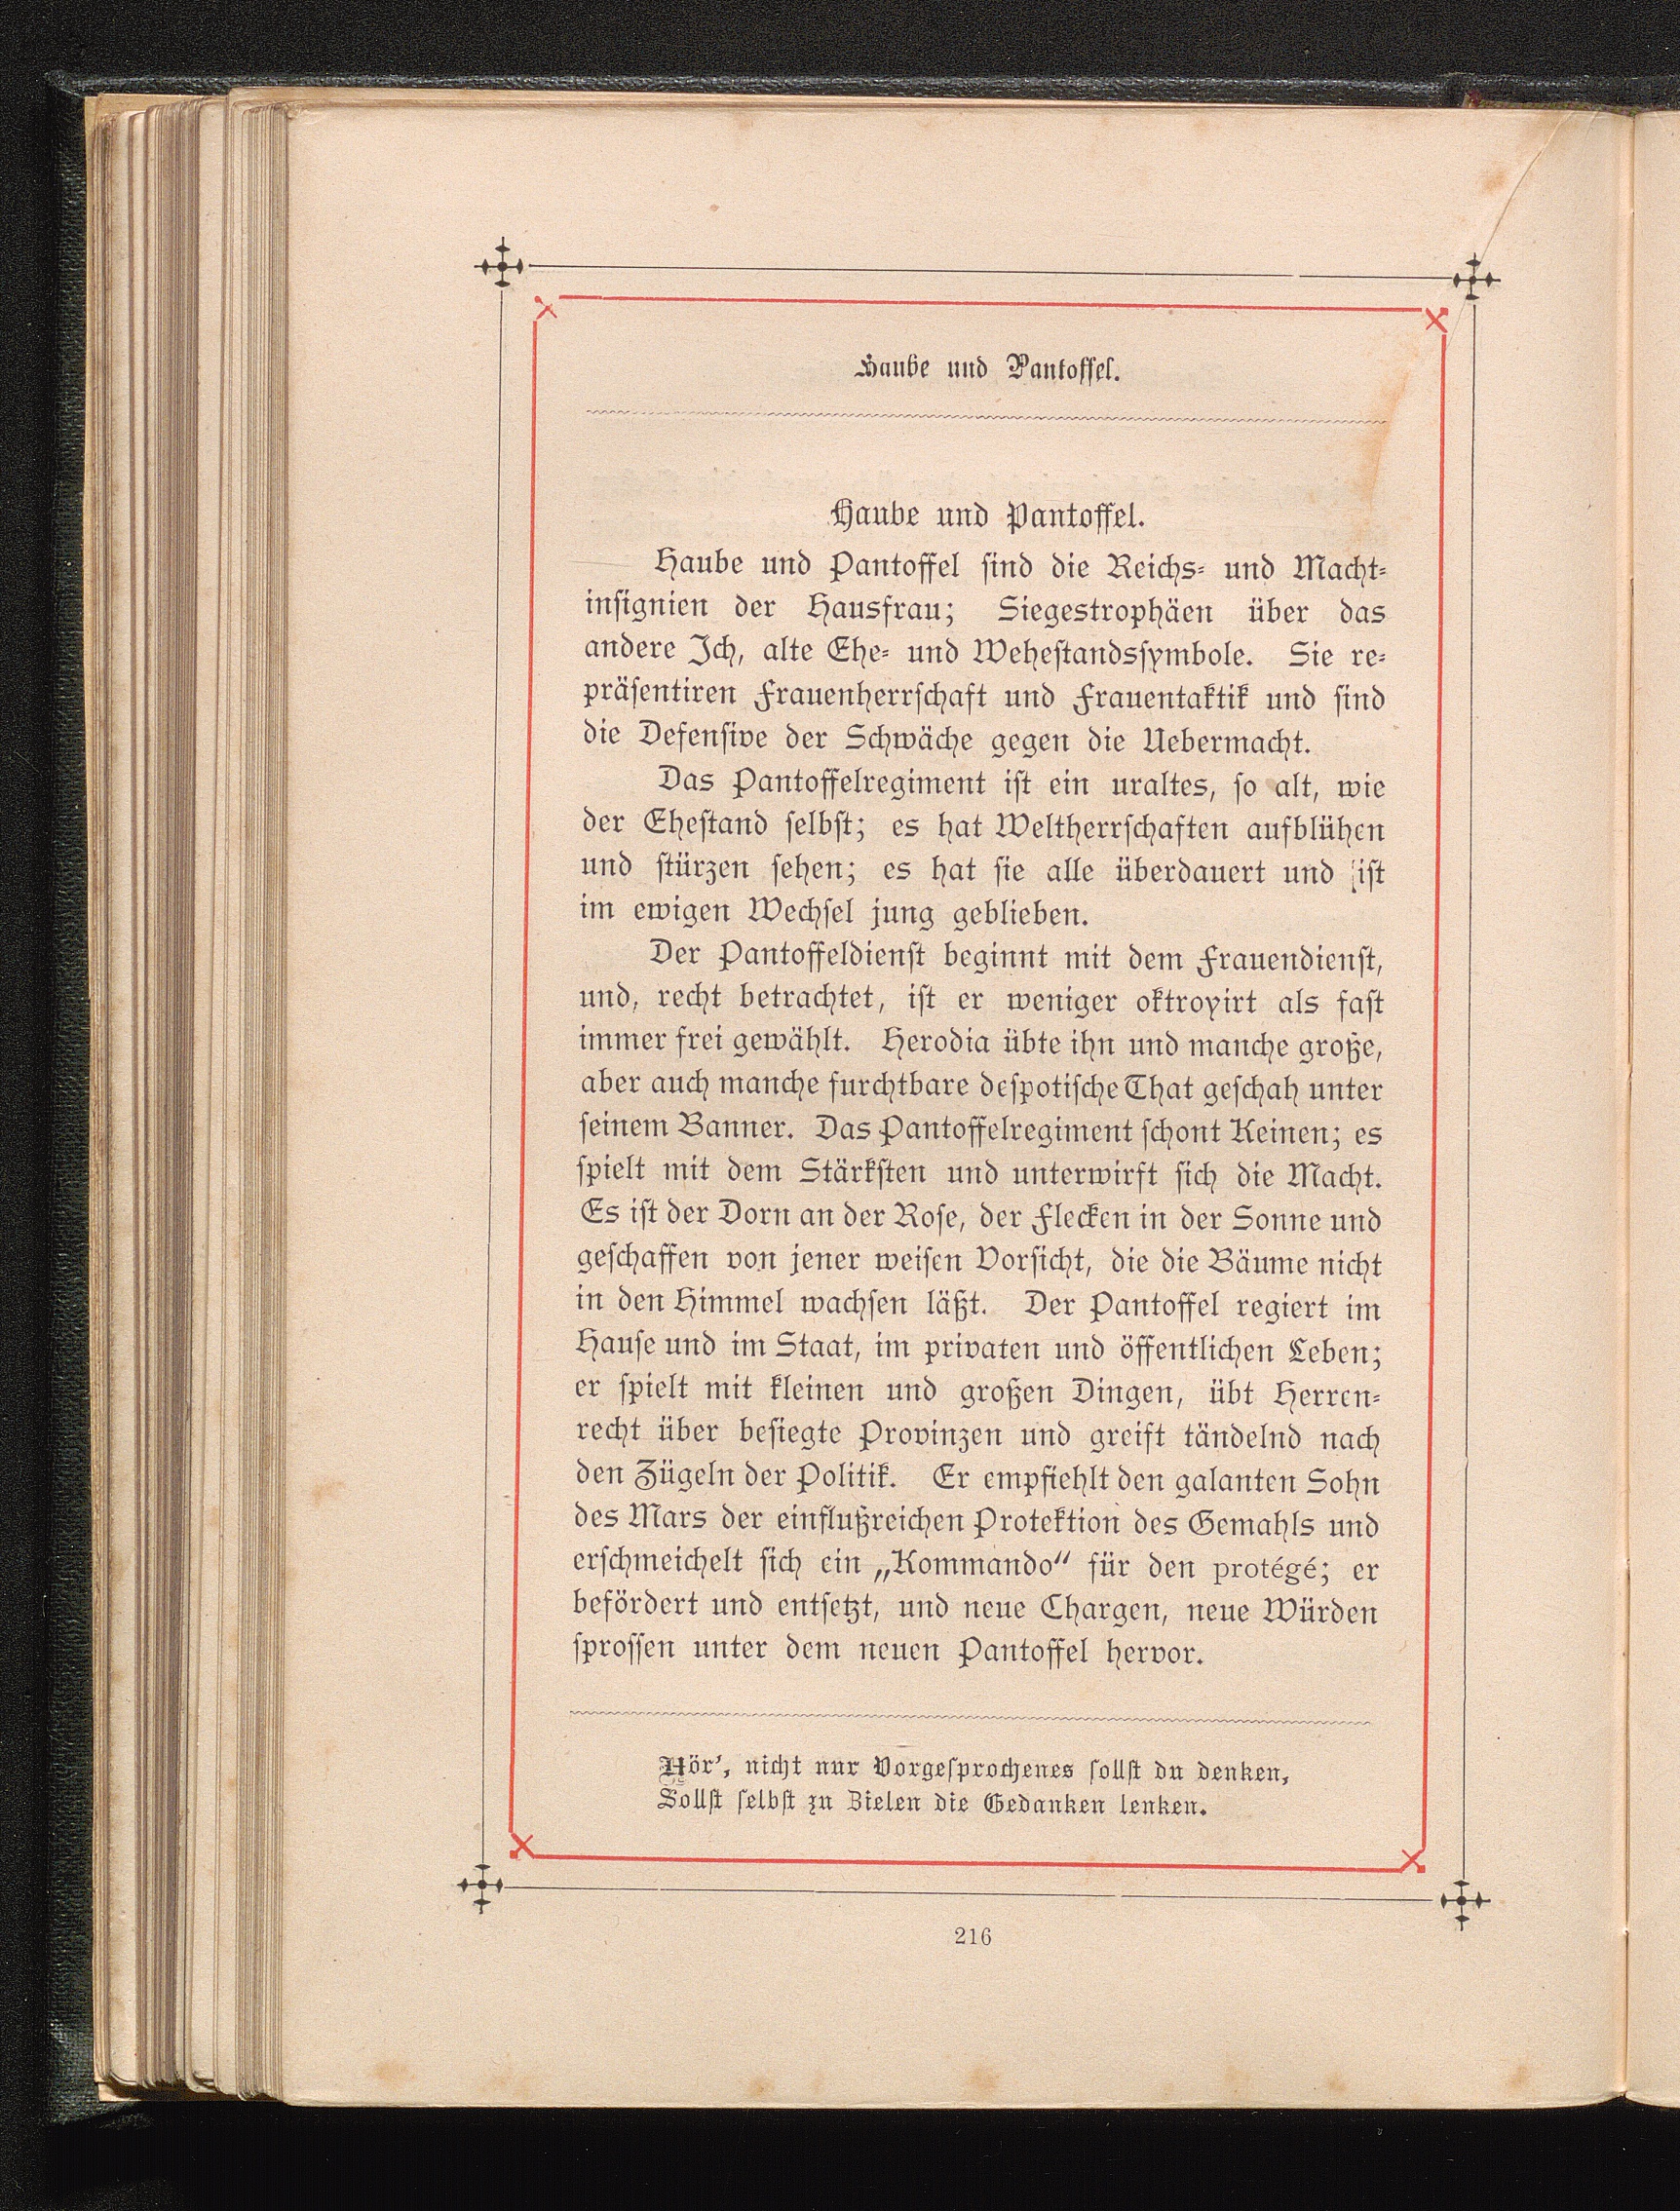 Haube und Pantoffel.
Haube und Pantoffel.
Haube und Pantoffel ſind die Reichs- und Macht-
inſignien der Hausfrau; Siegestrophäen über das
andere Ich, alte Ehe- und Weheſtandsſymbole. Sie re-
präſentiren Frauenherrſchaft und Frauentaktik und ſind
die Defenſive der Schwäche gegen die Uebermacht.
Das Pantoffelregiment iſt ein uraltes, ſo alt, wie
der Eheſtand ſelbſt; es hat Weltherrſchaften aufblühen
und ſtürzen ſehen; es hat ſie alle überdauert und iſt
im ewigen Wechſel jung geblieben.
Der Pantoffeldienſt beginnt mit dem Frauendienſt,
und, recht betrachtet, iſt er weniger oktroyirt als faſt
immer frei gewählt. Herodia übte ihn und manche große,
aber auch manche furchtbare deſpotiſche That geſchah unter
ſeinem Banner. Das Pantoffelregiment ſchont Keinen; es
ſpielt mit dem Stärkſten und unterwirft ſich die Macht.
Es iſt der Dorn an der Roſe, der Flecken in der Sonne und
geſchaffen von jener weiſen Vorſicht, die die Bäume nicht
in den Himmel wachſen läßt. Der Pantoffel regiert im
Hauſe und im Staat, im privaten und öffentlichen Leben;
er ſpielt mit kleinen und großen Dingen, übt Herren-
recht über beſiegte Provinzen und greift tändelnd nach
den Zügeln der Politik. Er empfiehlt den galanten Sohn
des Mars der einflußreichen Protektion des Gemahls und
erſchmeichelt ſich ein „Kommando“ für den protégé; er
befördert und entſetzt, und neue Chargen, neue Würden
ſproſſen unter dem neuen Pantoffel hervor.
Hör', nicht nur Vorgeſprochenes ſollſt du denken,
Sollſt ſelbſt zu Zielen die Gedanken lenken.
216